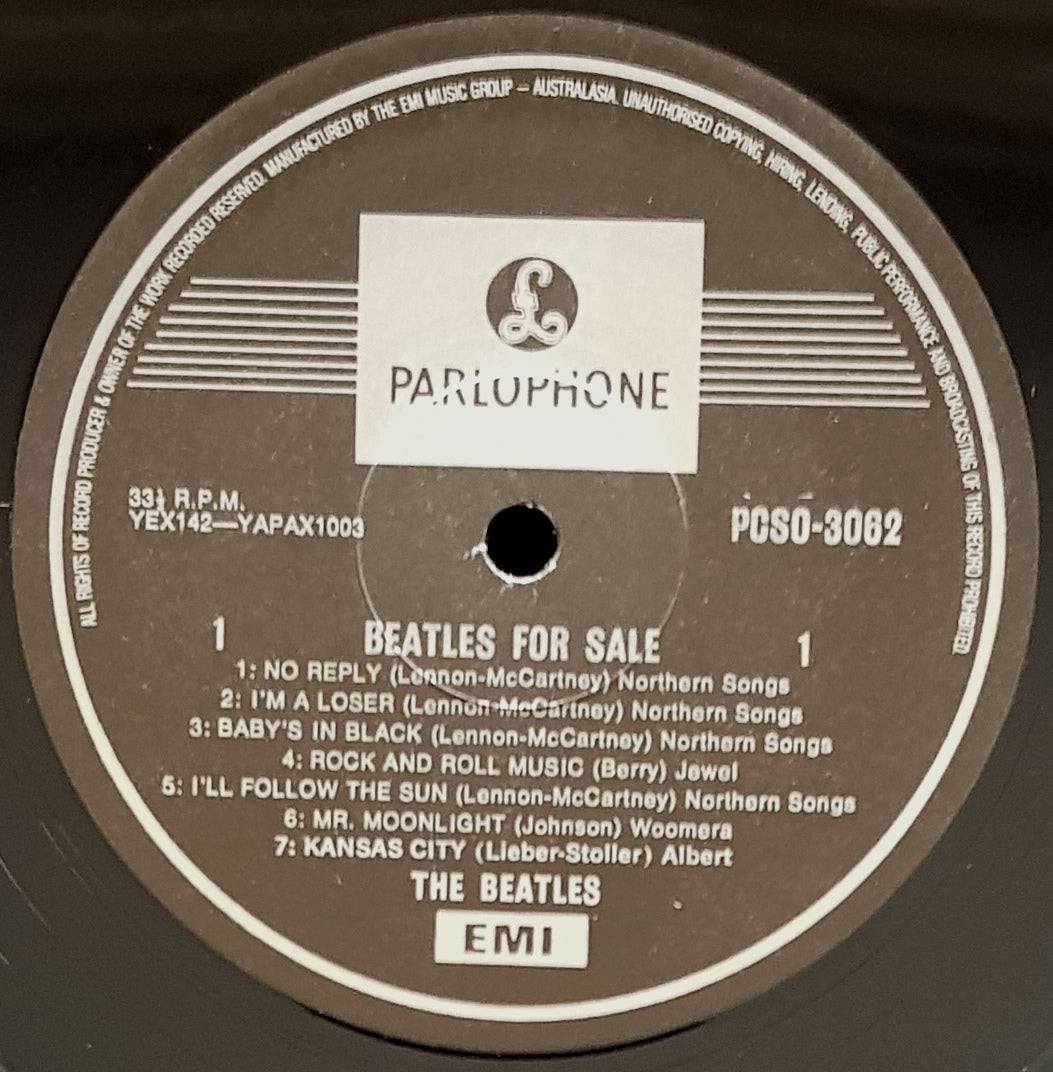 ALL RIGHTS OF RECORD PRODUCER & OWNER OF THE WORK RECORDED RESERVED. MANUFACTURED BY THE EMI MUSIC GROUP – AUSTRALASIA. UNAUTHORISED COPYING, HIRING, LENDING, PUBLIC PERFORMANCE AND BROADCASTING OF THIS RECORD PROHIBITED.
£
PARLOPHONE
33⅓ R.P.M.
YEX142—YAPAX1003
PCSO-3062
1 BEATLES FOR SALE 1
1: NO REPLY (Lennon-McCartney) Northern Songs
2: I'M A LOSER (Lennon-McCartney) Northern Songs
3: BABY'S IN BLACK (Lennon-McCartney) Northern Songs
4: ROCK AND ROLL MUSIC (Berry) Jewel
5: I'LL FOLLOW THE SUN (Lennon-McCartney) Northern Songs
6: MR. MOONLIGHT (Johnson) Woomera
7: KANSAS CITY (Lieber-Stoller) Albert
THE BEATLES
EMI